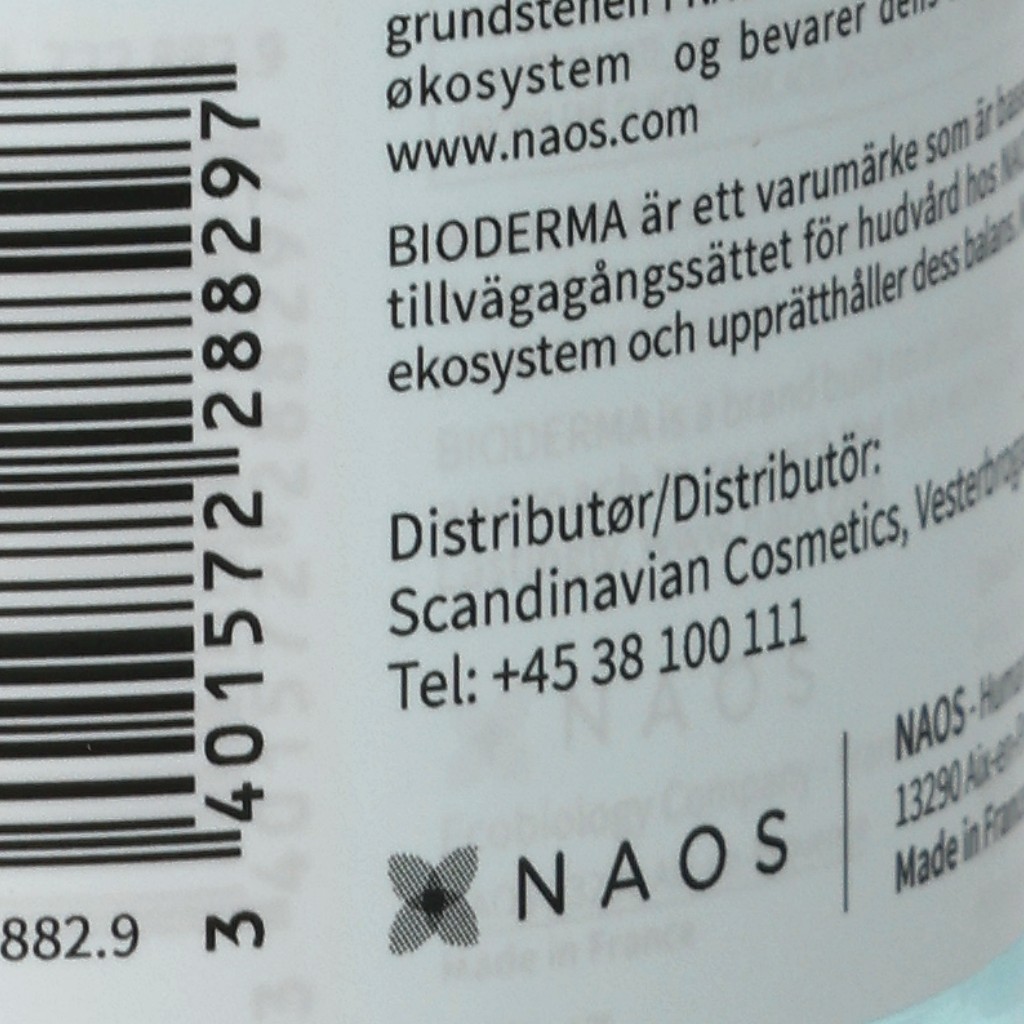 økosystem og bevarer
www.naos.com
BIODERMA är ett varumärke som är
tillvägagångssättet för hudvård hos
ekosystem och upprätthåller dess balans.
Distributør/Distributör:
Scandinavian Cosmetics,
Tel: +45 38 100 111
NAOS
NAOS -
13290 Aix-en-
Made in
3 401572 288297
882.9